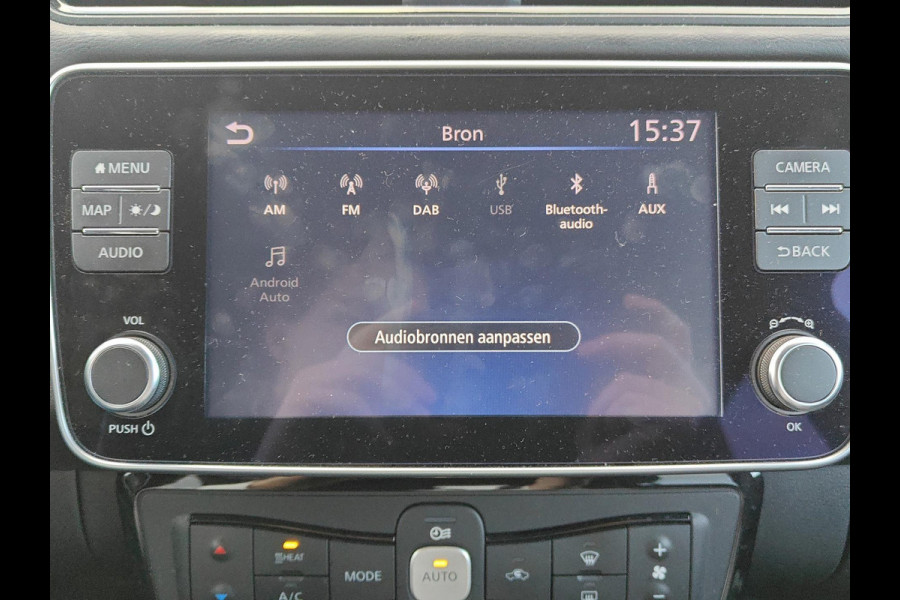 Bron 15:37
MENU
MAP
AUDIO
VOL
PUSH
AM FM DAB USB Bluetooth-
audio AUX
Android
Auto
Audiobronnen aanpassen
CAMERA
BACK
OK
HEAT
A/C
MODE
AUTO
+
−